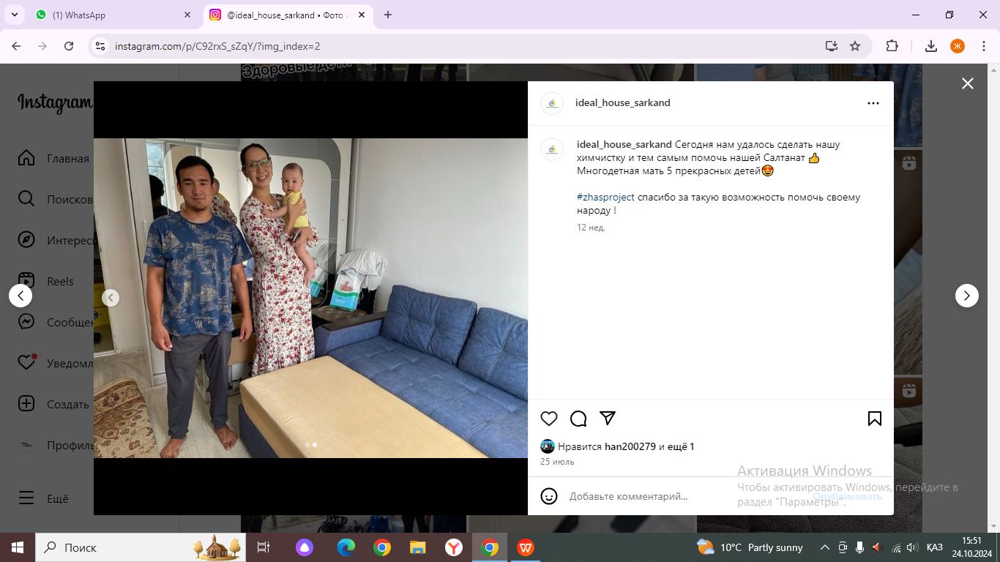 (1) WhatsApp
@ideal_house_sarkand • Фото и
instagram.com/p/C92rxS_sZqY/?img_index=2
Ж
Здоровые дети
Instagram
Главная
Поисков
Интерес
Reels
Сообщен
Уведомл
Создать
Профиль
Ещё
ideal_house_sarkand
ideal_house_sarkand Сегодня нам удалось сделать нашу
химчистку и тем самым помочь нашей Салтанат 👍
Многодетная мать 5 прекрасных детей🤩
#zhasproject спасибо за такую возможность помочь своему
народу !
12 нед.
Нравится han200279 и ещё 1
25 июль
Добавьте комментарий...
Опубликовать
Активация Windows
Чтобы активировать Windows, перейдите в
раздел "Параметры".
Поиск
10°C Partly sunny
ҚАЗ
15:51
24.10.2024